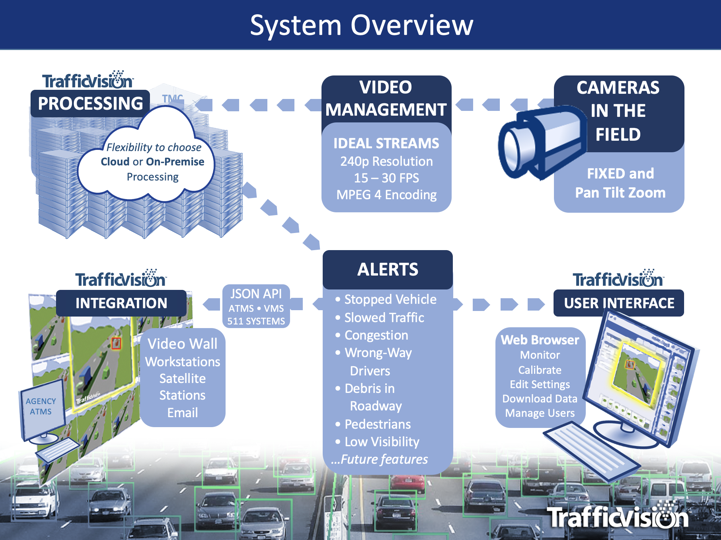 System Overview
TrafficVision
PROCESSING
TMC
Flexibility to choose
Cloud or On-Premise
Processing
VIDEO
MANAGEMENT
IDEAL STREAMS
240p Resolution
15 – 30 FPS
MPEG 4 Encoding
CAMERAS
IN THE
FIELD
FIXED and
Pan Tilt Zoom
TrafficVision
INTEGRATION
JSON API
ATMS • VMS
511 SYSTEMS
Video Wall
Workstations
Satellite
Stations
Email
AGENCY
ATMS
ALERTS
• Stopped Vehicle
• Slowed Traffic
• Congestion
• Wrong-Way
Drivers
• Debris in
Roadway
• Pedestrians
• Low Visibility
...Future features
TrafficVision
USER INTERFACE
Web Browser
Monitor
Calibrate
Edit Settings
Download Data
Manage Users
TrafficVision